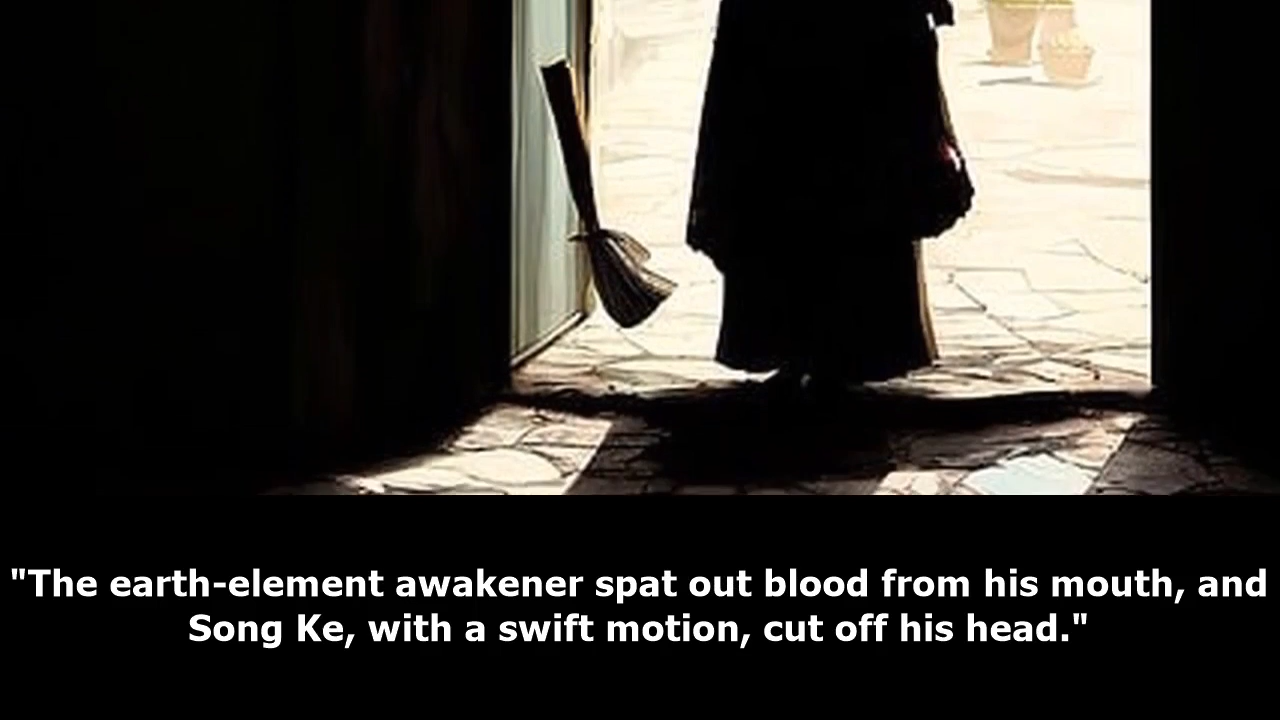 "The earth-element awakener spat out blood from his mouth, and
Song Ke, with a swift motion, cut off his head."